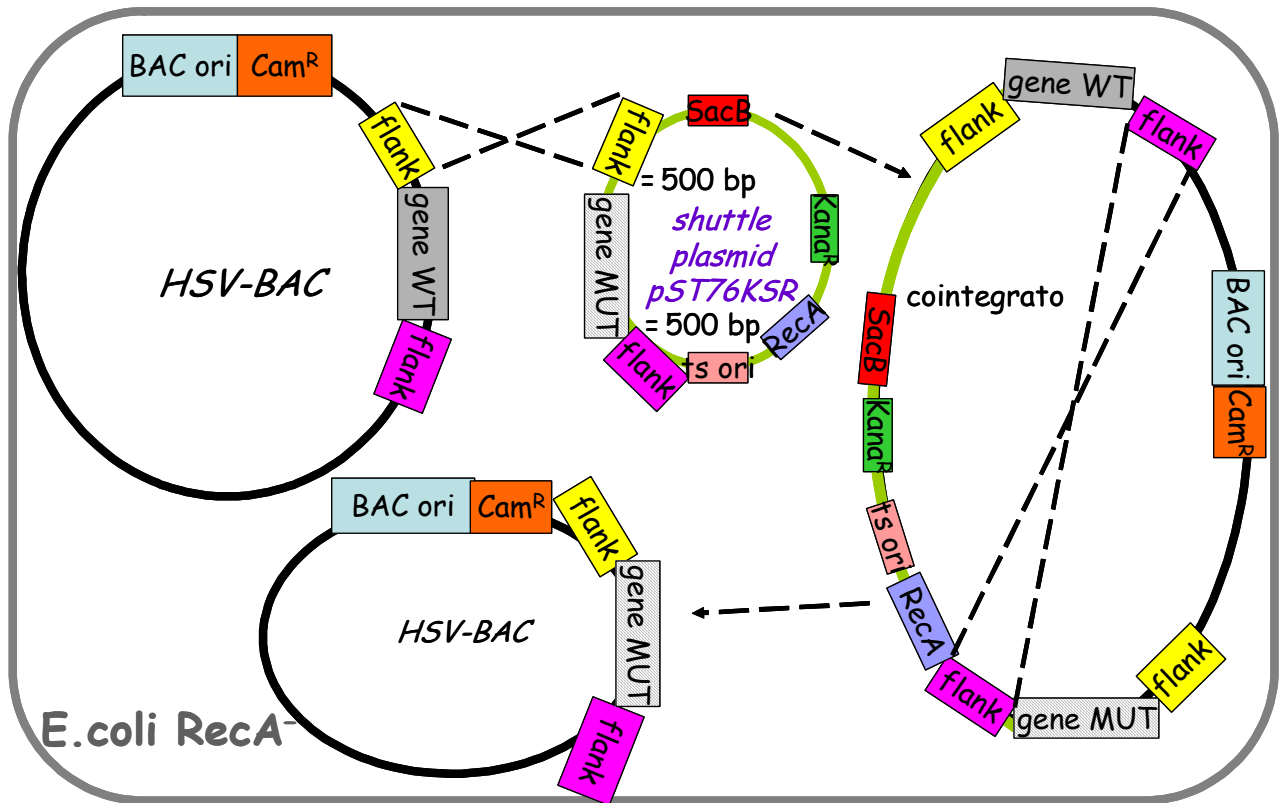 BAC ori
Cam^R
flank
gene WT
flank
HSV-BAC
flank
SacB
= 500 bp
Kana^R
shuttle
plasmid
pST76KSR
gene MUT
= 500 bp
RecA
flank
ts ori
gene WT
flank
flank
cointegrato
SacB
BAC ori
Cam^R
Kana^R
ts ori
RecA
flank
gene MUT
flank
BAC ori
Cam^R
flank
gene MUT
HSV-BAC
flank
E.coli RecA⁻